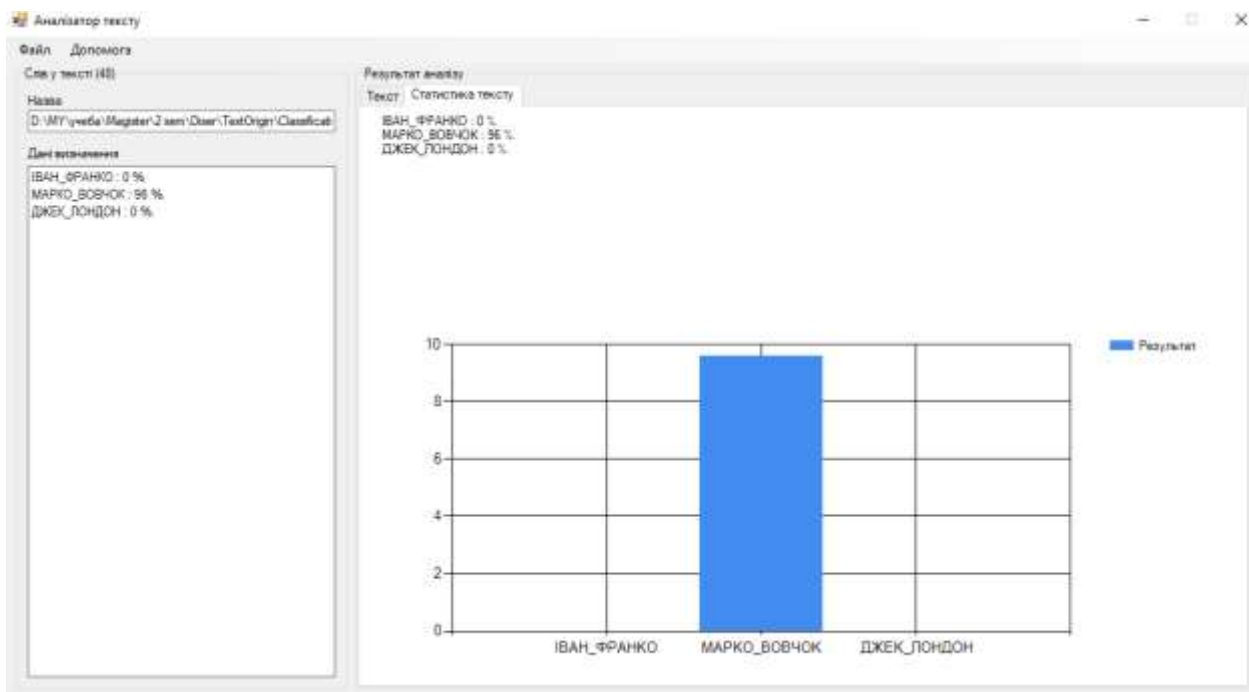 Аналізатор тексту
Файл Допомога
Слів у тексті (48)
Назва
D:\MY\учеба\Magister\2 sem\Diser\TextOrigin\Classificat
Дані визначення
ІВАН_ФРАНКО : 0 %.
МАРКО_ВОВЧОК : 96 %.
ДЖЕК_ЛОНДОН : 0 %.
Результат аналізу
Текст Статистика тексту
ІВАН_ФРАНКО : 0 %.
МАРКО_ВОВЧОК : 96 %.
ДЖЕК_ЛОНДОН : 0 %.
10
8
6
4
2
0
ІВАН_ФРАНКО МАРКО_ВОВЧОК ДЖЕК_ЛОНДОН
Результат